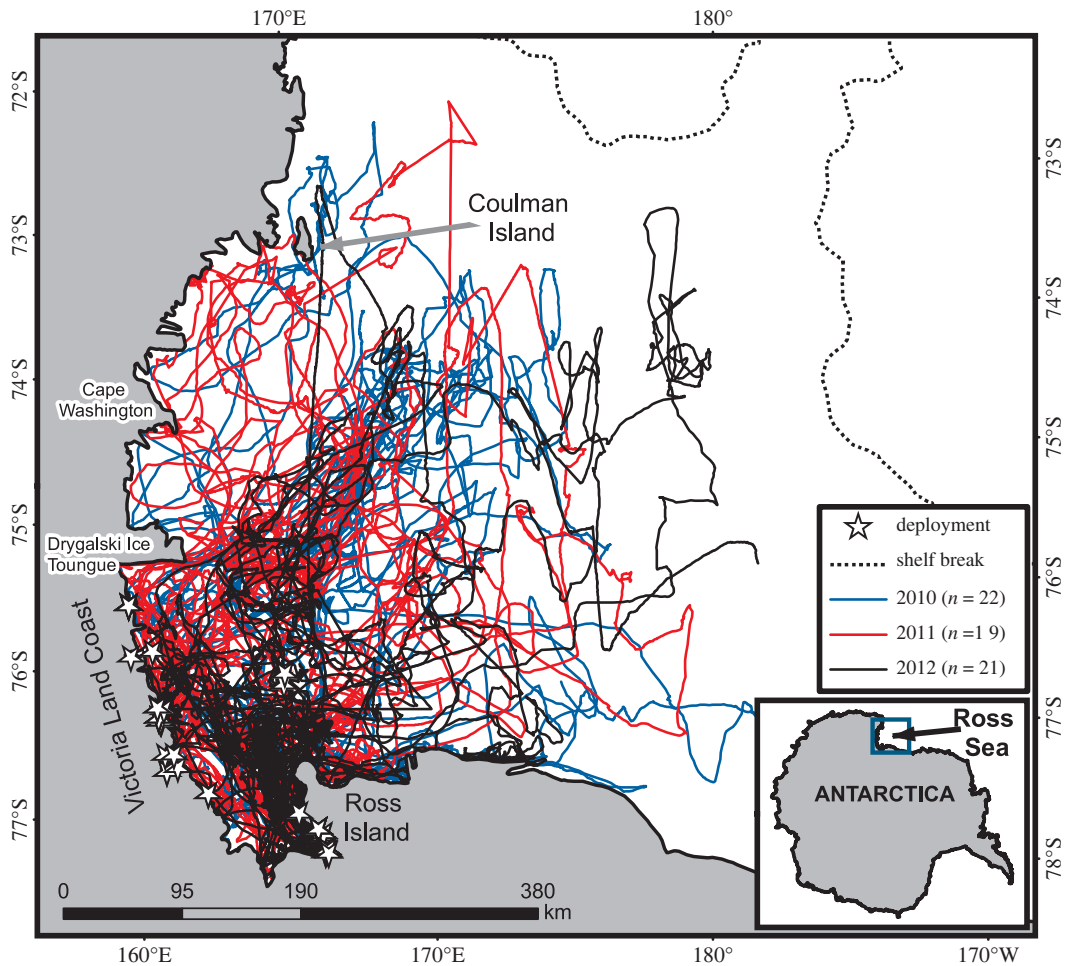 170°E
180°
72°S
73°S
74°S
75°S
76°S
77°S
73°S
74°S
75°S
76°S
77°S
78°S
Coulman
Island
Cape
Washington
Drygalski Ice
Toungue
Victoria Land Coast
Ross
Island
deployment
shelf break
2010 (n = 22)
2011 (n =1 9)
2012 (n = 21)
Ross
Sea
ANTARCTICA
0
95
190
380
km
160°E
170°E
180°
170°W